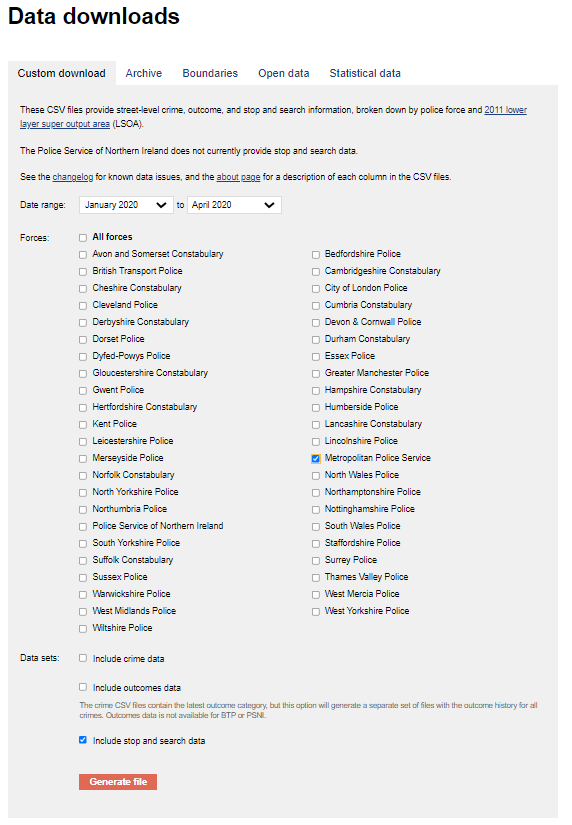 Data downloads
Custom download Archive Boundaries Open data Statistical data
These CSV files provide street-level crime, outcome, and stop and search information, broken down by police force and 2011 lower
layer super output area (LSOA).
The Police Service of Northern Ireland does not currently provide stop and search data.
See the changelog for known data issues, and the about page for a description of each column in the CSV files.
Date range: January 2020 to April 2020
Forces: All forces
Avon and Somerset Constabulary Bedfordshire Police
British Transport Police Cambridgeshire Constabulary
Cheshire Constabulary City of London Police
Cleveland Police Cumbria Constabulary
Derbyshire Constabulary Devon & Cornwall Police
Dorset Police Durham Constabulary
Dyfed-Powys Police Essex Police
Gloucestershire Constabulary Greater Manchester Police
Gwent Police Hampshire Constabulary
Hertfordshire Constabulary Humberside Police
Kent Police Lancashire Constabulary
Leicestershire Police Lincolnshire Police
Merseyside Police Metropolitan Police Service
Norfolk Constabulary North Wales Police
North Yorkshire Police Northamptonshire Police
Northumbria Police Nottinghamshire Police
Police Service of Northern Ireland South Wales Police
South Yorkshire Police Staffordshire Police
Suffolk Constabulary Surrey Police
Sussex Police Thames Valley Police
Warwickshire Police West Mercia Police
West Midlands Police West Yorkshire Police
Wiltshire Police
Data sets: Include crime data
Include outcomes data
The crime CSV files contain the latest outcome category, but this option will generate a separate set of files with the outcome history for all
crimes. Outcomes data is not available for BTP or PSNI.
Include stop and search data
Generate file